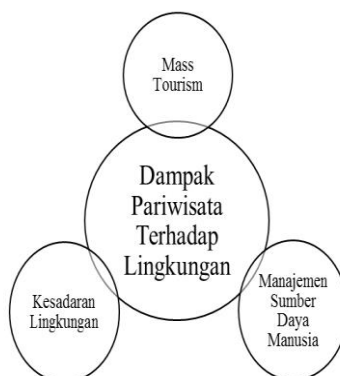 Mass
Tourism
Dampak
Pariwisata
Terhadap
Lingkungan
Kesadaran
Lingkungan
Manajemen
Sumber
Daya
Manusia